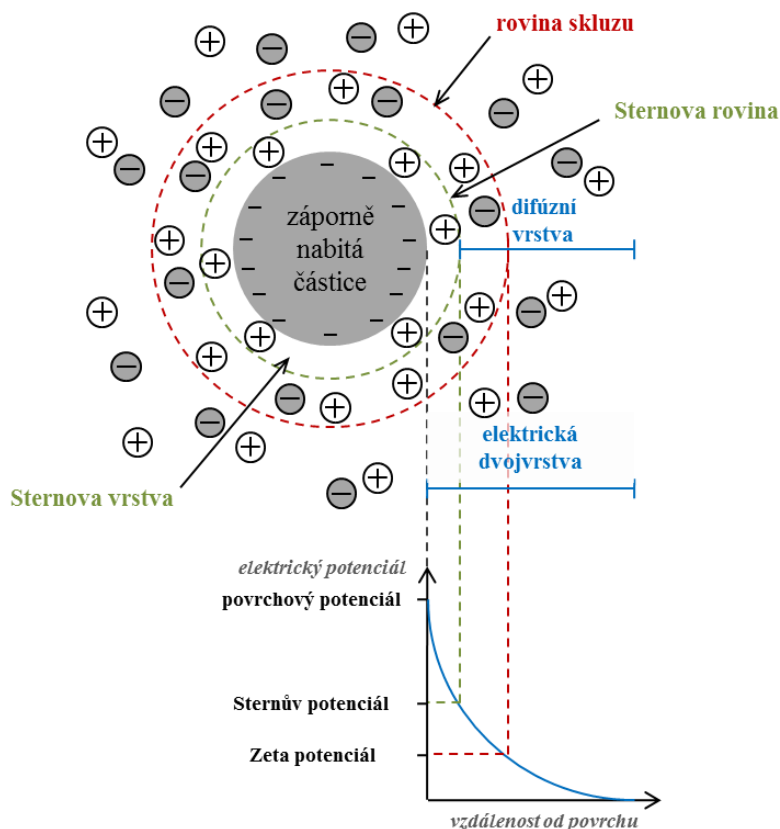 rovina skluzu
Sternova rovina
difúzní
vrstva
záporně
nabitá
částice
elektrická
dvojvrstva
Sternova vrstva
elektrický potenciál
povrchový potenciál
Sternův potenciál
Zeta potenciál
vzdálenost od povrchu